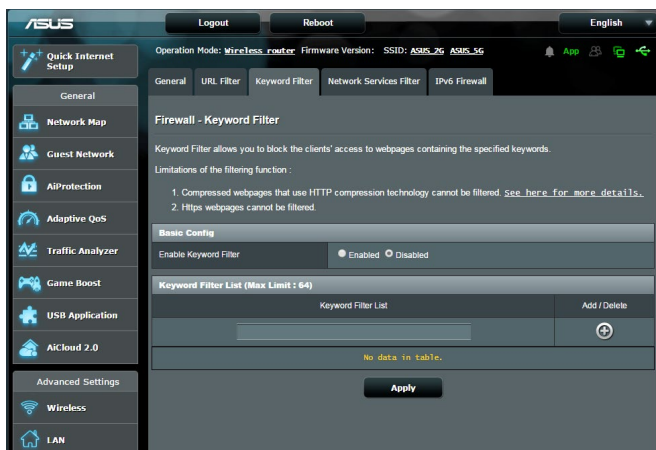 ASUS
Logout
Reboot
English
Quick Internet Setup
Operation Mode: Wireless router Firmware Version: SSID: ASUS_2G ASUS_5G
App
General
URL Filter
Keyword Filter
Network Services Filter
IPv6 Firewall
General
Network Map
Guest Network
AiProtection
Adaptive QoS
Traffic Analyzer
Game Boost
USB Application
AiCloud 2.0
Advanced Settings
Wireless
LAN
Firewall - Keyword Filter
Keyword Filter allows you to block the clients' access to webpages containing the specified keywords.
Limitations of the filtering function :
1. Compressed webpages that use HTTP compression technology cannot be filtered. See here for more details.
2. Https webpages cannot be filtered.
Basic Config
Enable Keyword Filter
Enabled Disabled
Keyword Filter List (Max Limit : 64)
Keyword Filter List
Add / Delete
No data in table.
Apply